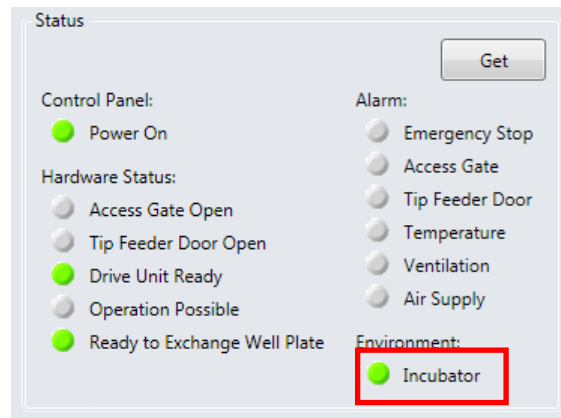 Status
Get
Control Panel:
Power On
Hardware Status:
Access Gate Open
Tip Feeder Door Open
Drive Unit Ready
Operation Possible
Ready to Exchange Well Plate
Alarm:
Emergency Stop
Access Gate
Tip Feeder Door
Temperature
Ventilation
Air Supply
Environment:
Incubator